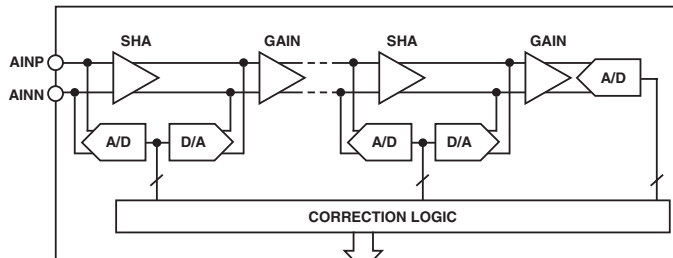 SHA
GAIN
SHA
GAIN
AINP
A/D
AINN
A/D
D/A
A/D
D/A
CORRECTION LOGIC